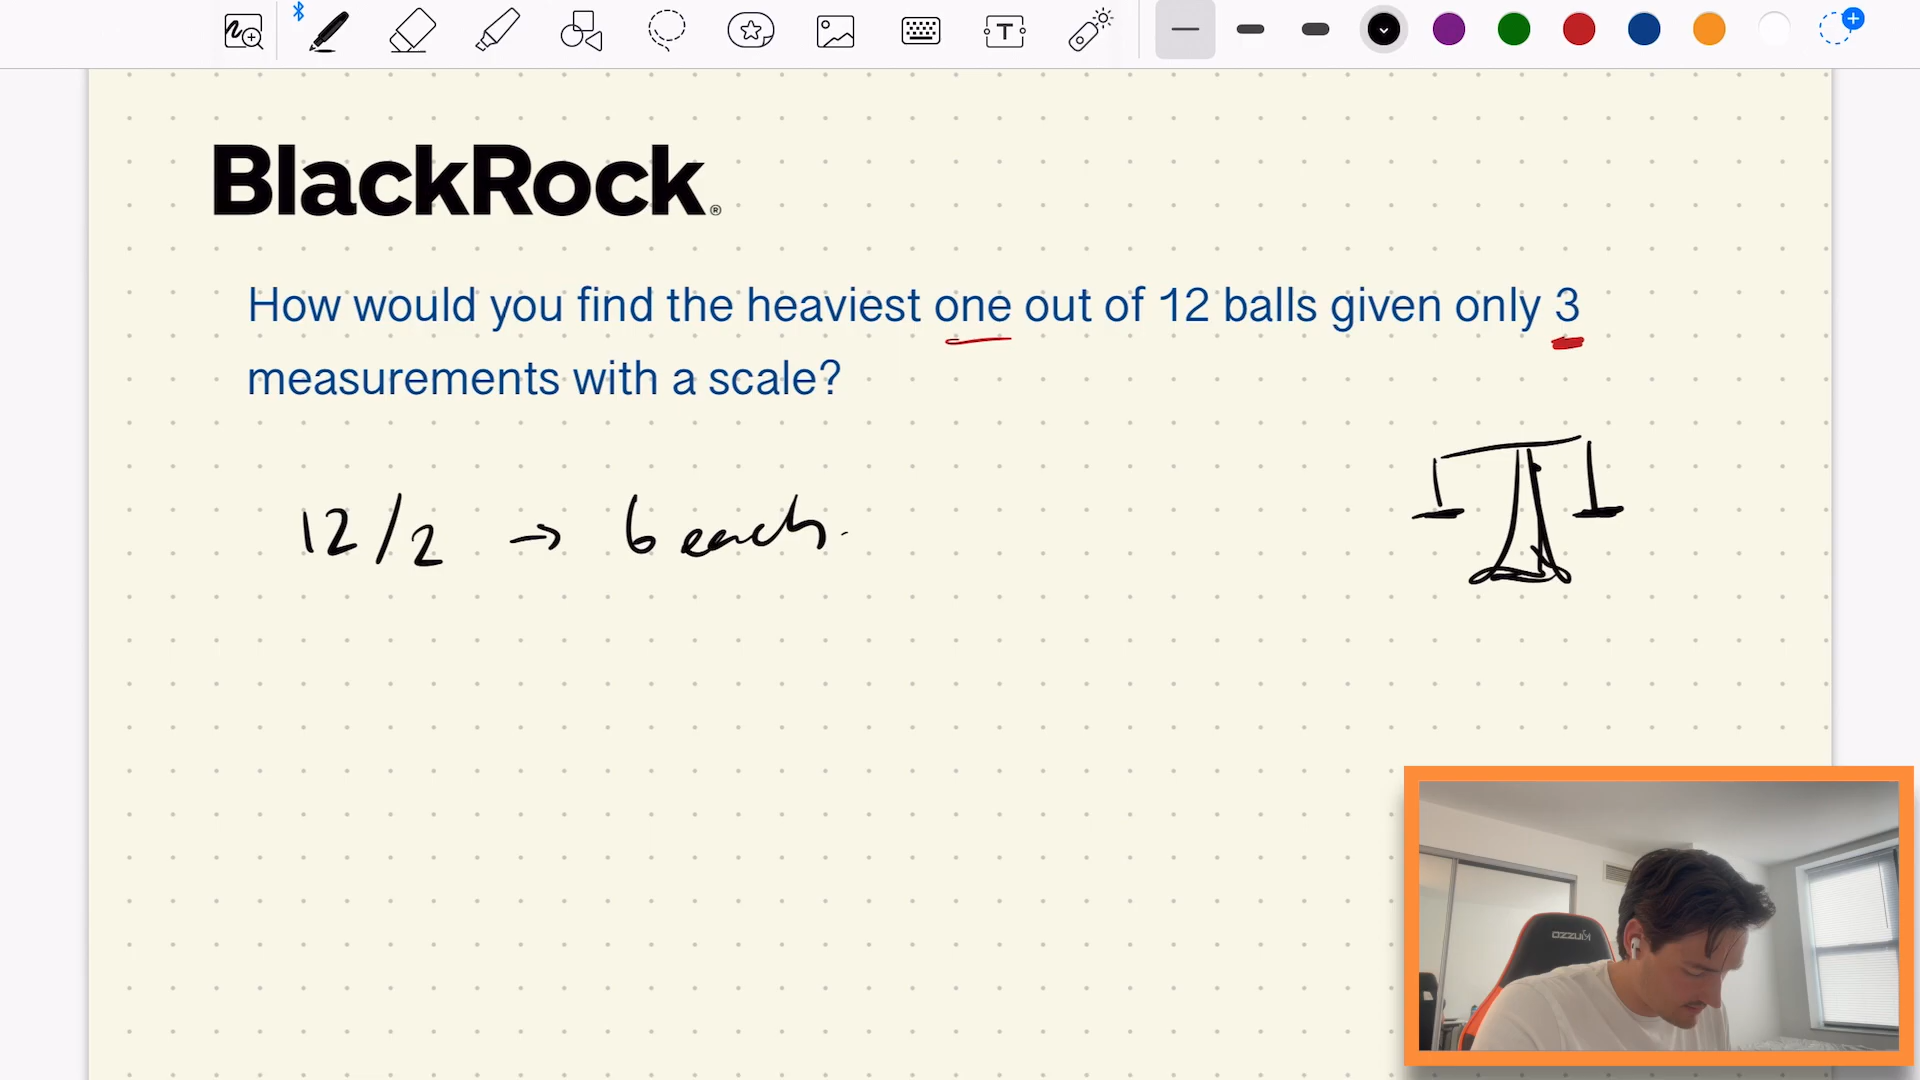 BlackRock®
How would you find the heaviest one out of 12 balls given only 3
measurements with a scale?
12/2 → 6 each.
OZZUKI